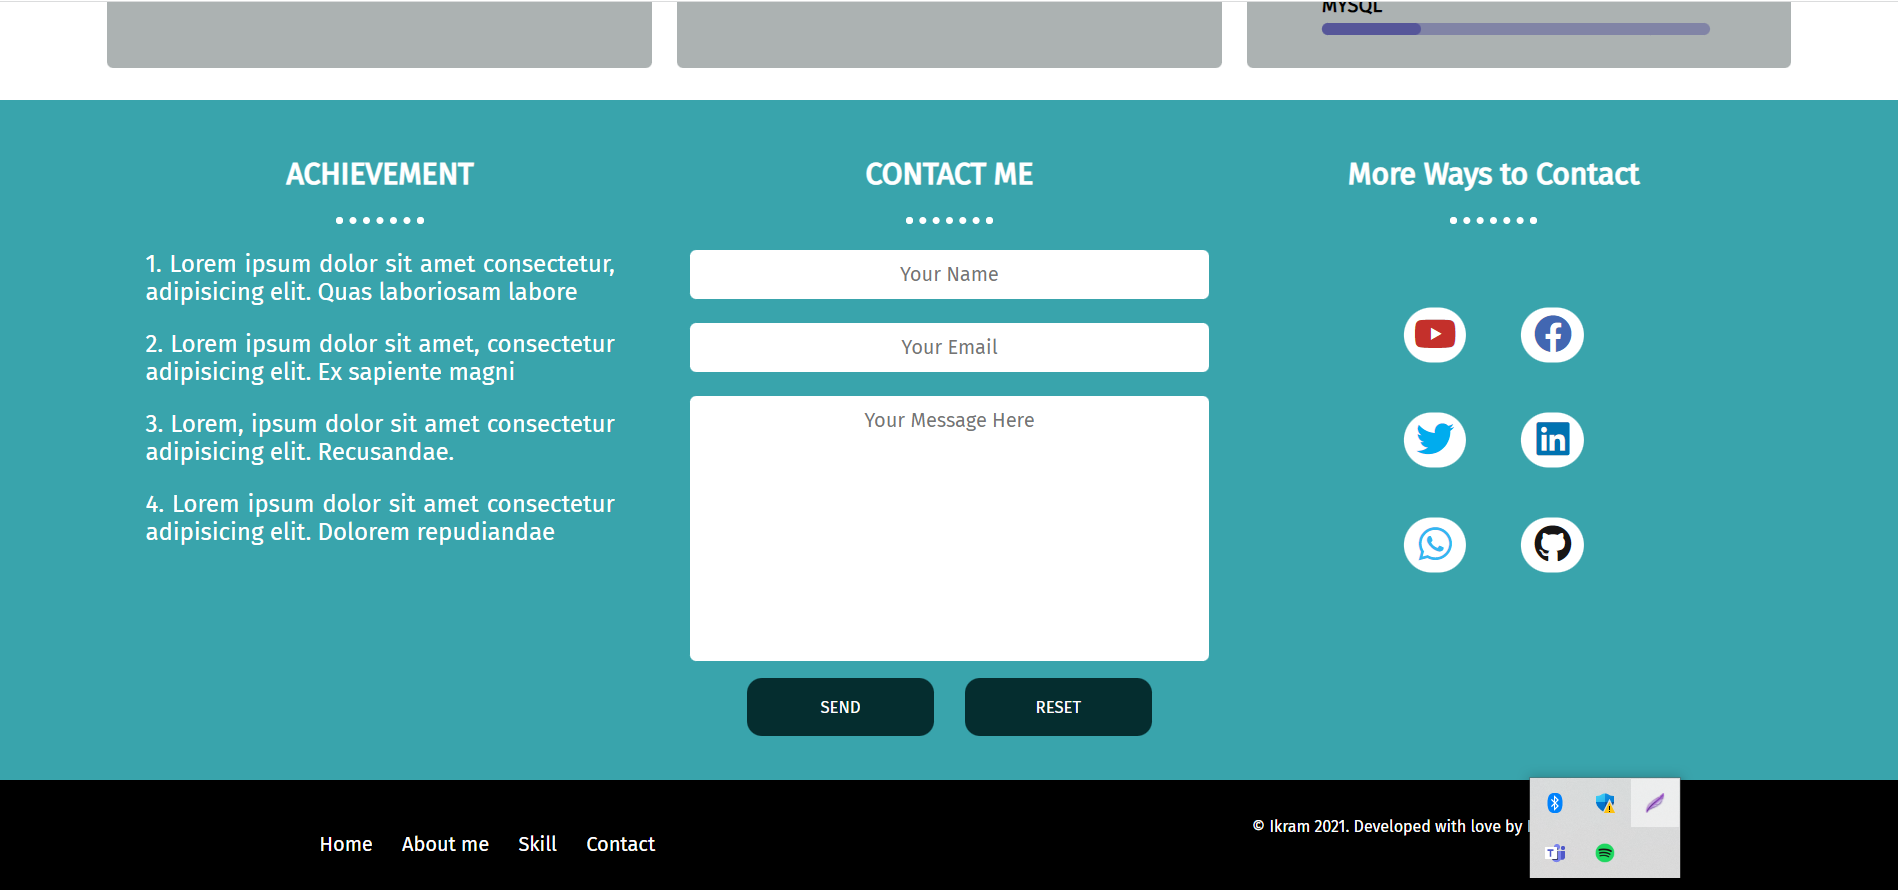 MYSQL
ACHIEVEMENT
1. Lorem ipsum dolor sit amet consectetur,
adipisicing elit. Quas laboriosam labore
2. Lorem ipsum dolor sit amet, consectetur
adipisicing elit. Ex sapiente magni
3. Lorem, ipsum dolor sit amet consectetur
adipisicing elit. Recusandae.
4. Lorem ipsum dolor sit amet consectetur
adipisicing elit. Dolorem repudiandae
CONTACT ME
Your Name
Your Email
Your Message Here
SEND
RESET
More Ways to Contact
in
Home About me Skill Contact
© Ikram 2021. Developed with love by
T